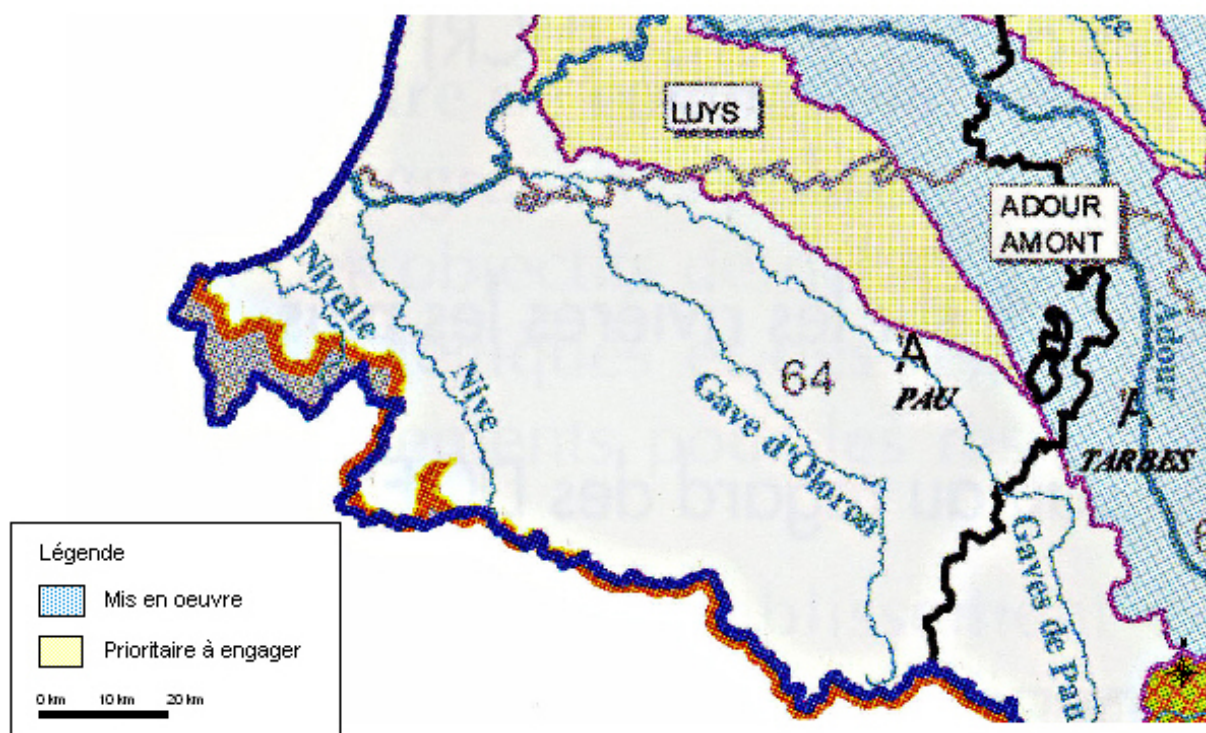 LUYS
ADOUR
AMONT
Adour
Nivelle
Nive
Gave d'Oloron
64
PAU
TARBES
Gaves de Pau
Légende
Mis en oeuvre
Prioritaire à engager
0 km 10 km 20 km